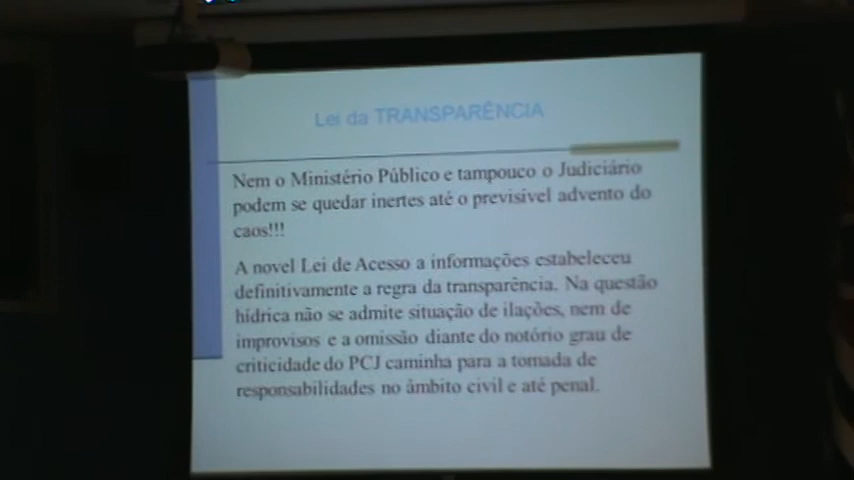 Lei da TRANSPARÊNCIA
Nem o Ministério Público e tampouco o Judiciário
podem se quedar inertes até o previsível advento do
caos!!!
A novel Lei de Acesso a informações estabeleceu
definitivamente a regra da transparência. Na questão
hídrica não se admite situação de ilações, nem de
improvisos e a omissão diante do notório grau de
criticidade do PCJ caminha para a tomada de
responsabilidades no âmbito civil e até penal.